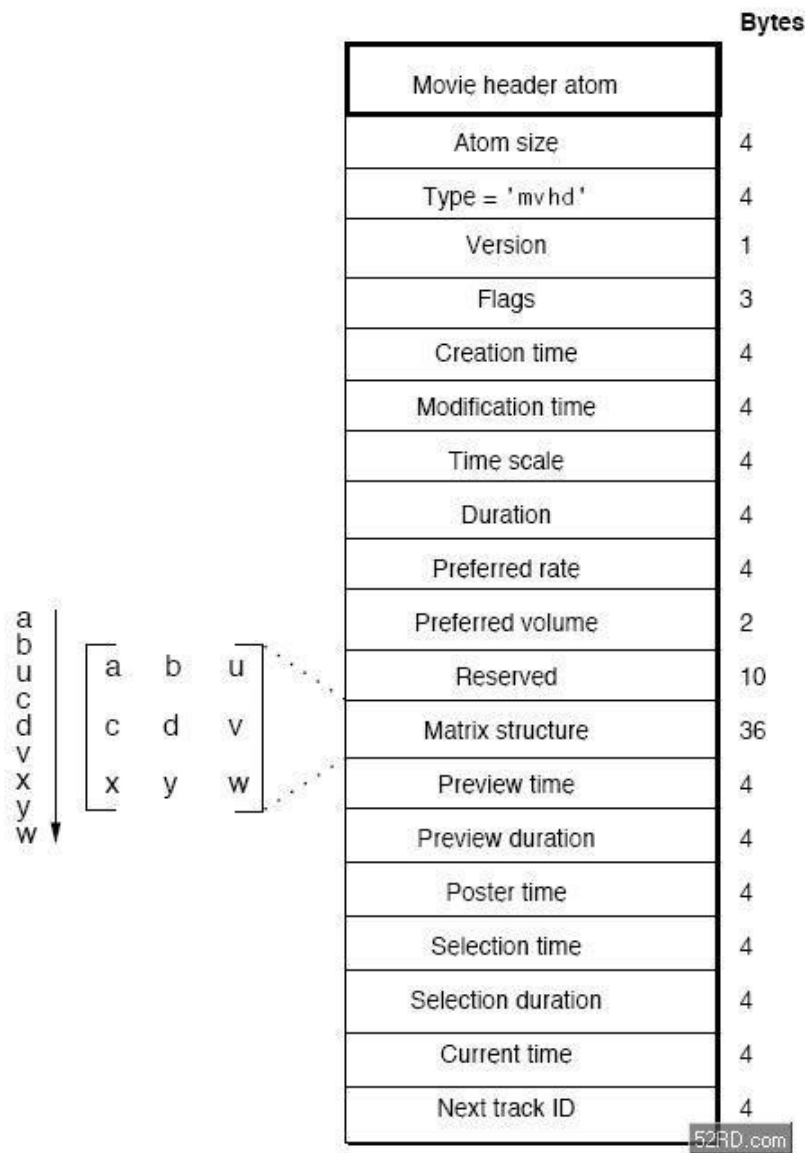 Bytes
Movie header atom
Atom size 4
Type = 'mvhd' 4
Version 1
Flags 3
Creation time 4
Modification time 4
Time scale 4
Duration 4
Preferred rate 4
Preferred volume 2
Reserved 10
Matrix structure 36
Preview time 4
Preview duration 4
Poster time 4
Selection time 4
Selection duration 4
Current time 4
Next track ID 4
a
b
u
c
d
v
x
y
w
a b u
c d v
x y w
52RD.com